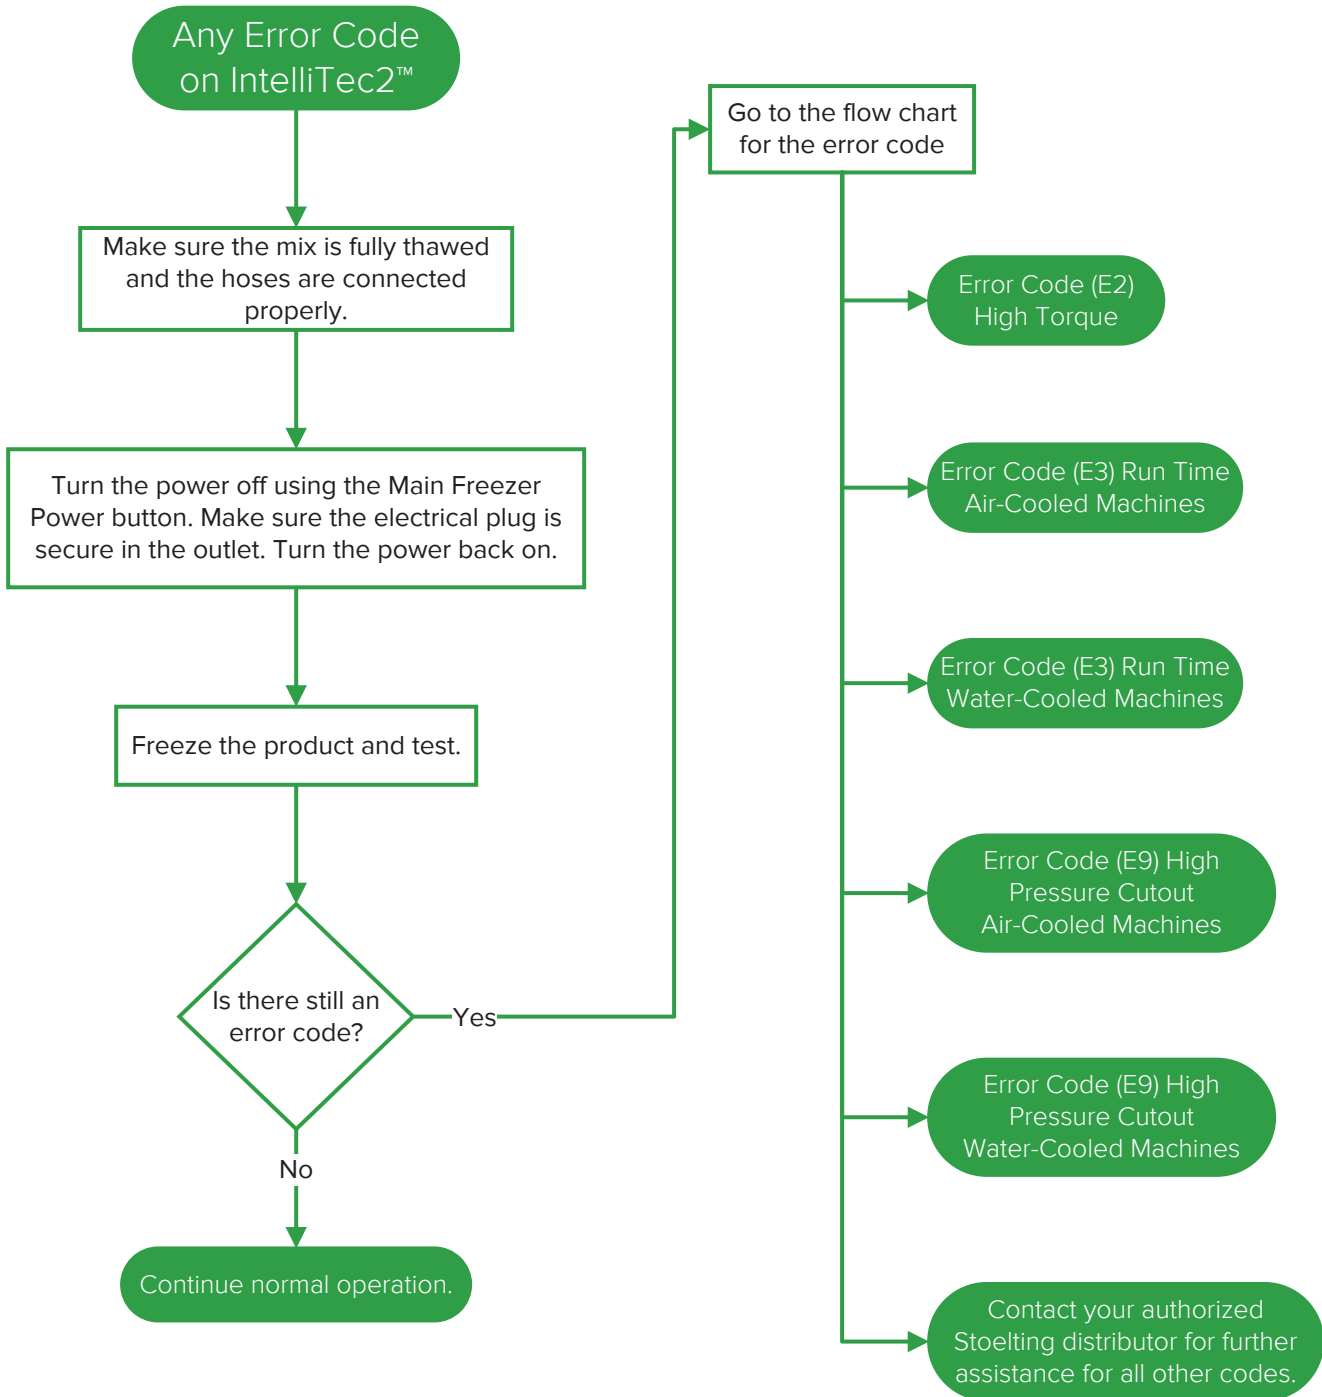 Any Error Code
on IntelliTec2™
Make sure the mix is fully thawed
and the hoses are connected
properly.
Turn the power off using the Main Freezer
Power button. Make sure the electrical plug is
secure in the outlet. Turn the power back on.
Freeze the product and test.
Is there still an
error code?
Yes
No
Continue normal operation.
Go to the flow chart
for the error code
Error Code (E2)
High Torque
Error Code (E3) Run Time
Air-Cooled Machines
Error Code (E3) Run Time
Water-Cooled Machines
Error Code (E9) High
Pressure Cutout
Air-Cooled Machines
Error Code (E9) High
Pressure Cutout
Water-Cooled Machines
Contact your authorized
Stoelting distributor for further
assistance for all other codes.